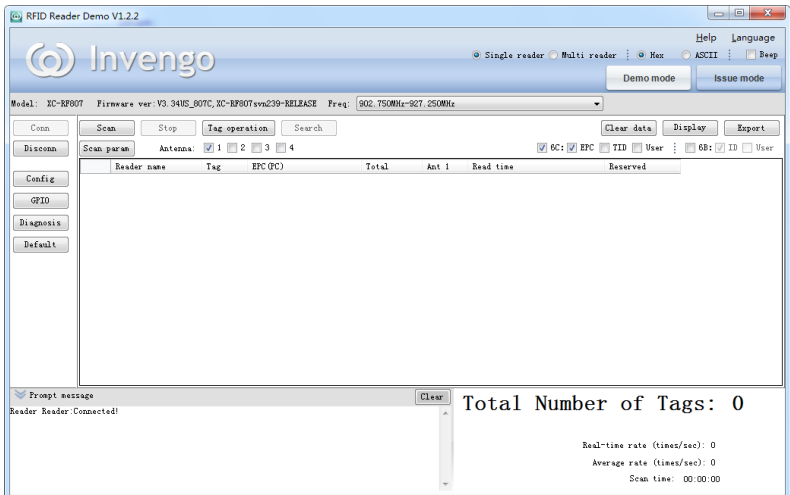 RFID Reader Demo V1.2.2
Help Language
Invengo
Single reader Multi reader Hex ASCII Beep
Demo mode Issue mode
Model: XC-RF807 Firmware ver:V3.34US_807C,XC-RF807svn239-RELEASE Freq: 902.750MHz-927.250MHz
Conn Scan Stop Tag operation Search Clear data Display Export
Disconn Scan param Antenna: 1 2 3 4 6C: EPC TID User 6B: ID User
Reader name Tag EPC(PC) Total Ant 1 Read time Reserved
Config
GPIO
Diagnosis
Default
Prompt message Clear
Reader Reader:Connected!
Total Number of Tags: 0
Real-time rate (times/sec): 0
Average rate (times/sec): 0
Scan time: 00:00:00